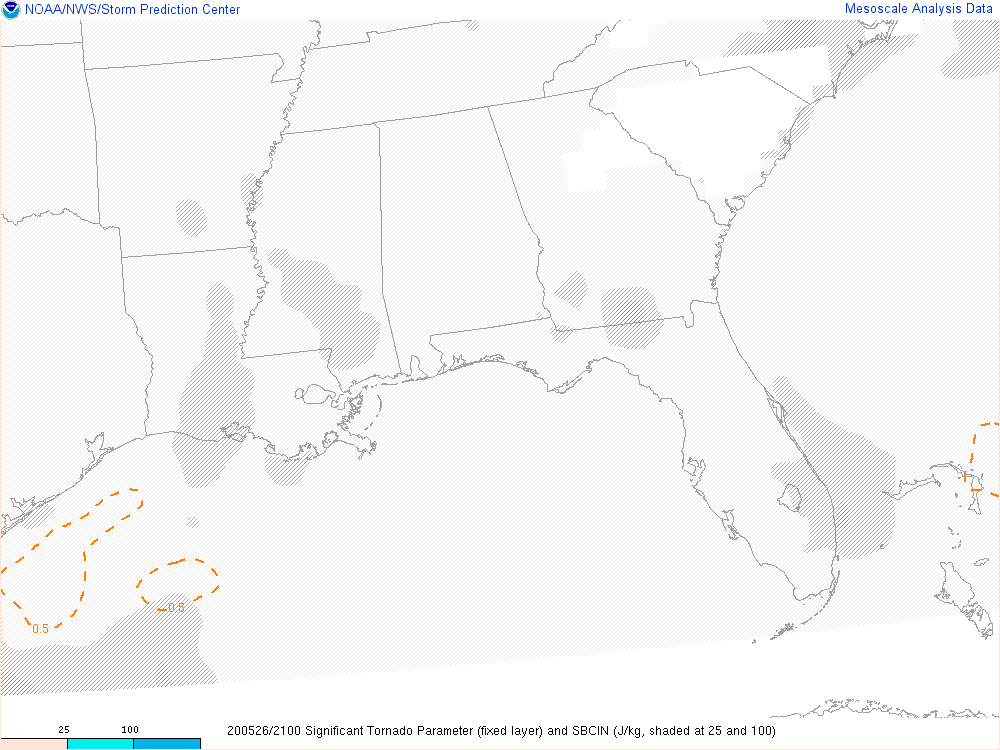 NOAA/NWS/Storm Prediction Center
Mesoscale Analysis Data
0.5
0.5
25 100
200526/2100 Significant Tornado Parameter (fixed layer) and SBCIN (J/kg, shaded at 25 and 100)